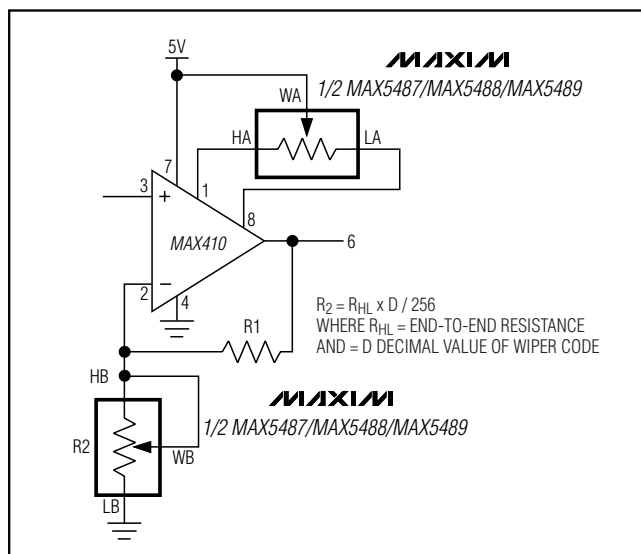 5V
MAXIM
1/2 MAX5487/MAX5488/MAX5489
WA
HA
LA
7
1
3
+
8
MAX410
6
−
2
4
R1
R2 = RHL x D / 256
WHERE RHL = END-TO-END RESISTANCE
AND = D DECIMAL VALUE OF WIPER CODE
HB
MAXIM
1/2 MAX5487/MAX5488/MAX5489
R2
WB
LB